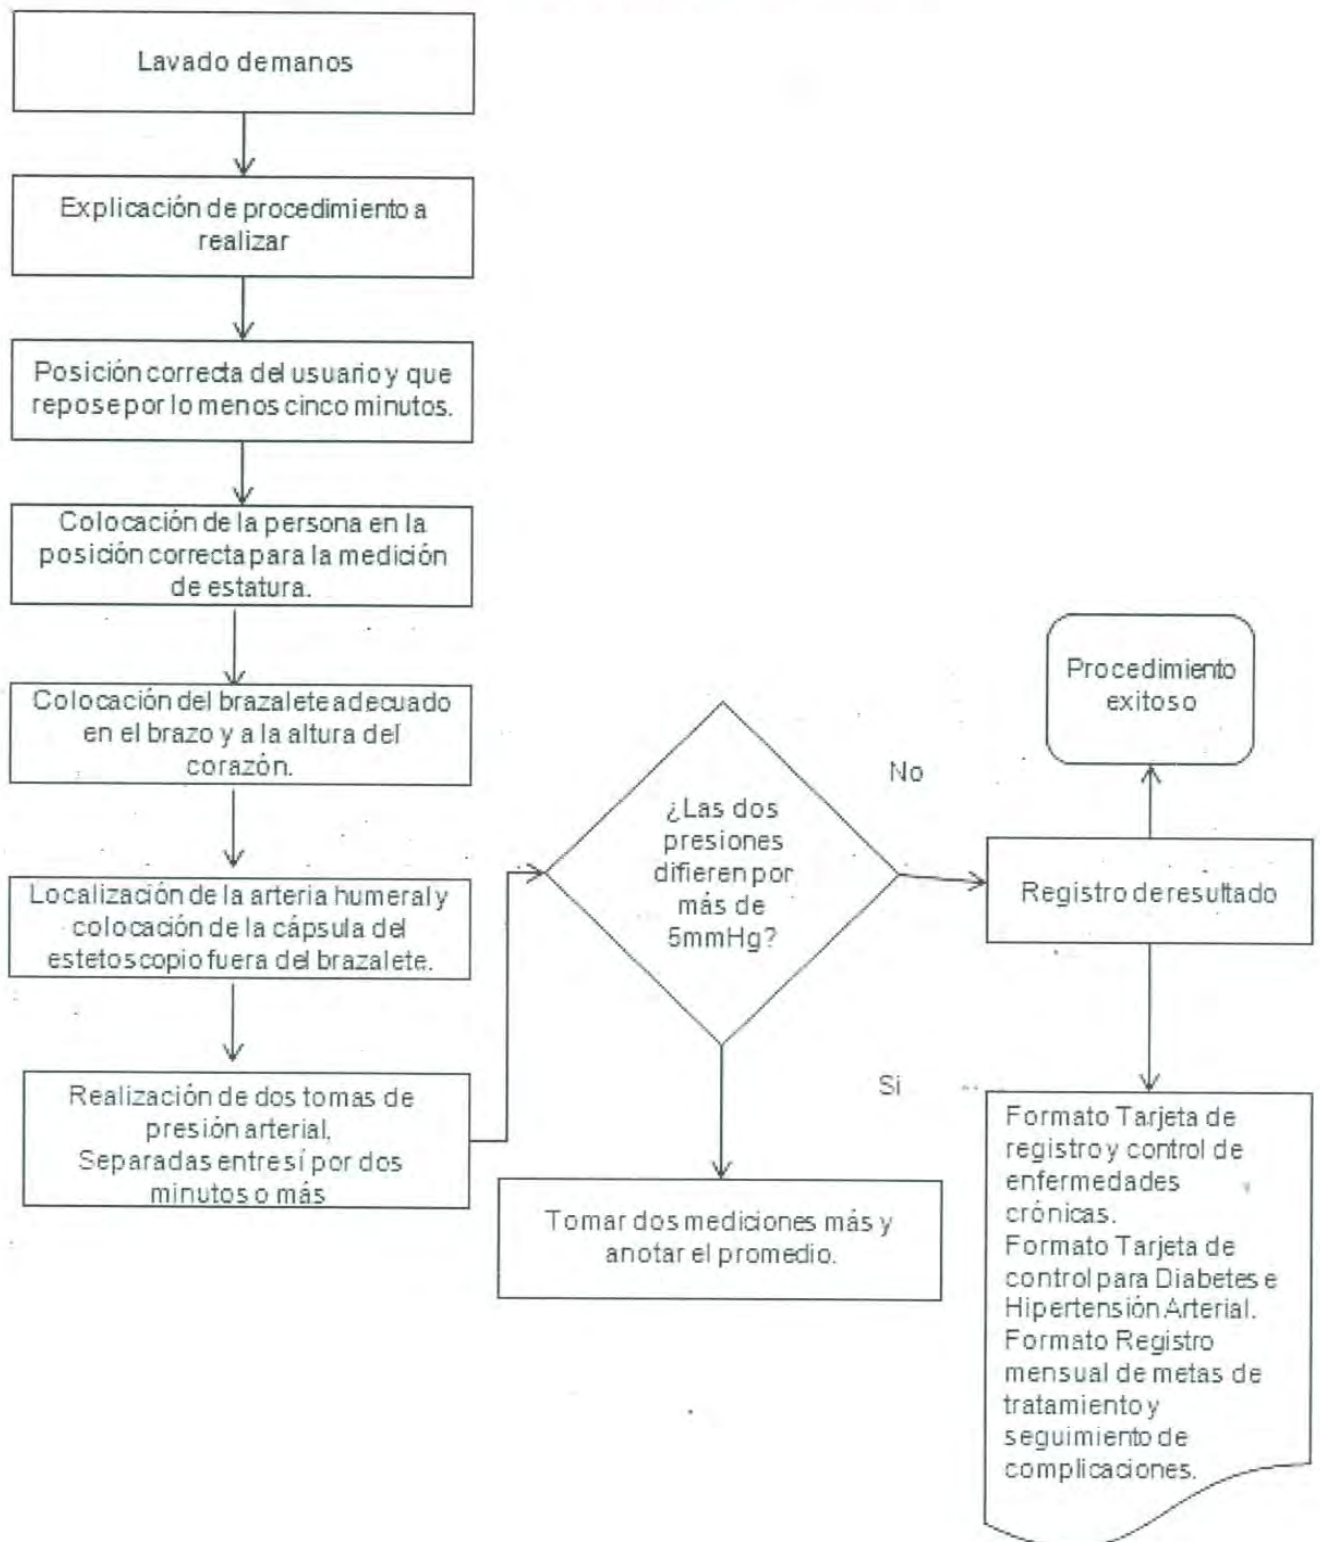 Lavado de manos
Explicación de procedimiento a
realizar
Posición correcta del usuario y que
repose por lo menos cinco minutos.
Colocación de la persona en la
posición correcta para la medición
de estatura.
Colocación del brazalete adecuado
en el brazo y a la altura del
corazón.
Localización de la arteria humeral y
colocación de la cápsula del
estetoscopio fuera del brazalete.
Realización de dos tomas de
presión arterial,
Separadas entre sí por dos
minutos o más
¿Las dos
presiones
difieren por
más de
5mmHg?
No
Si
Tomar dos mediciones más y
anotar el promedio.
Procedimiento
exitoso
Registro de resultado
Formato Tarjeta de
registro y control de
enfermedades
crónicas.
Formato Tarjeta de
control para Diabetes e
Hipertensión Arterial.
Formato Registro
mensual de metas de
tratamiento y
seguimiento de
complicaciones.